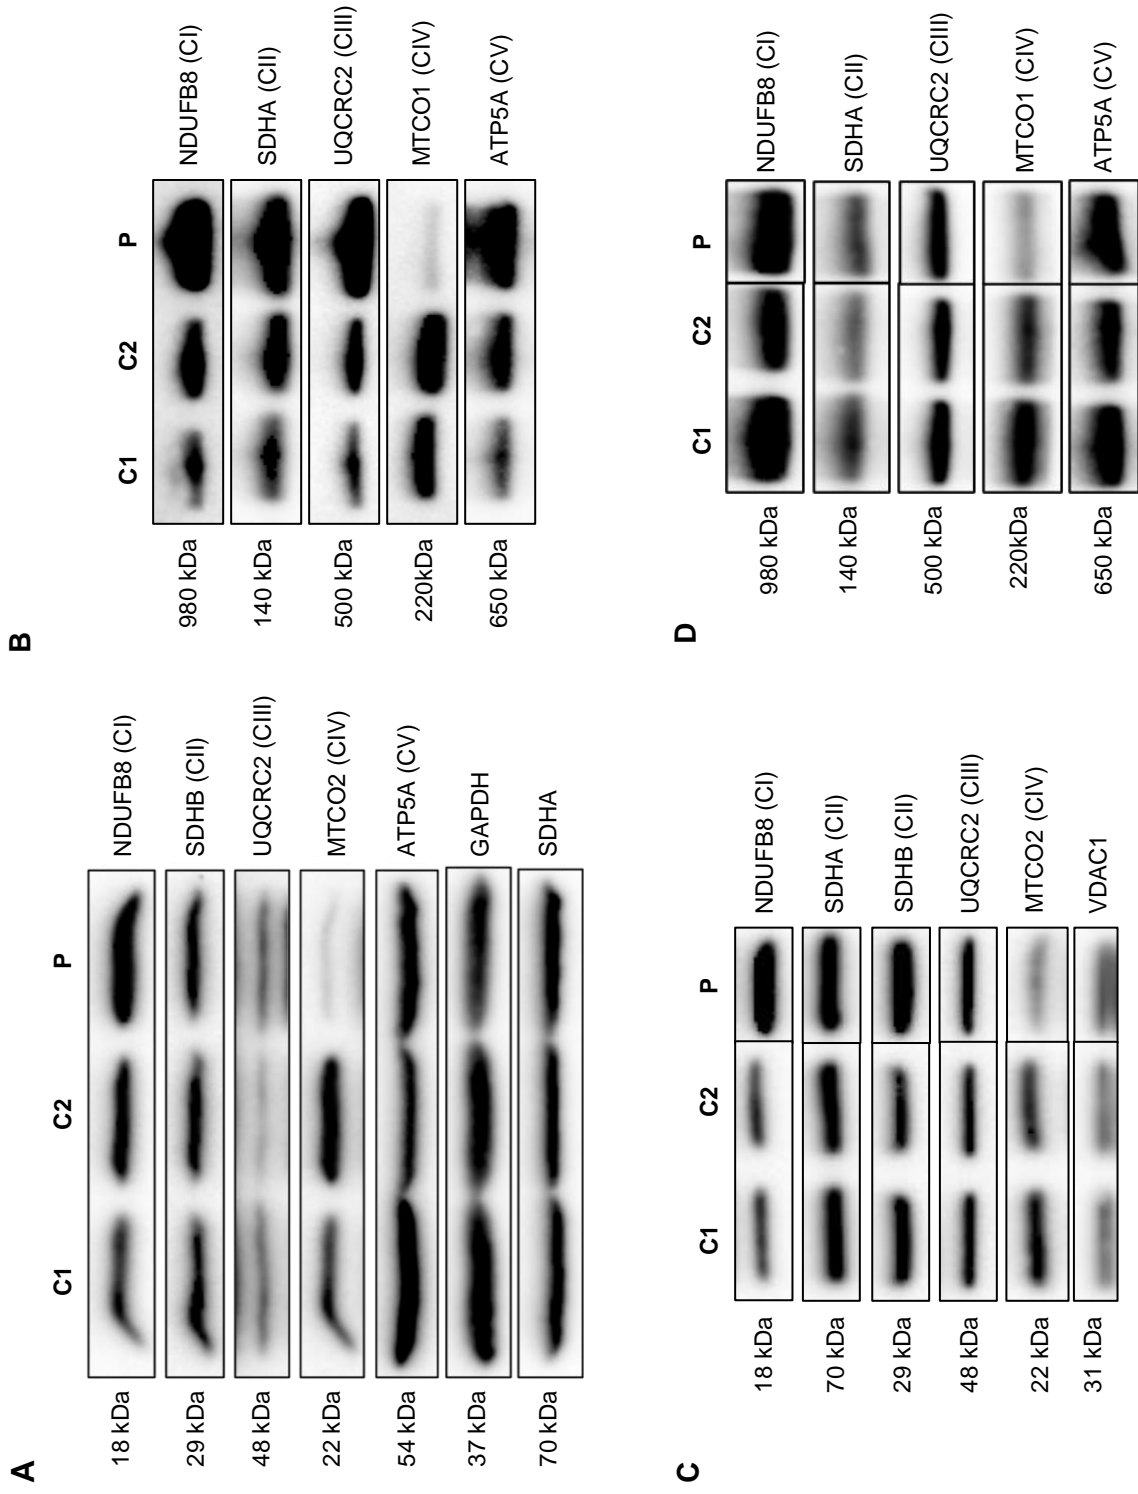 A
C1 C2 P
18 kDa NDUFB8 (CI)
29 kDa SDHB (CII)
48 kDa UQCRC2 (CIII)
22 kDa MTCO2 (CIV)
54 kDa ATP5A (CV)
37 kDa GAPDH
70 kDa SDHA
B
C1 C2 P
980 kDa NDUFB8 (CI)
140 kDa SDHA (CII)
500 kDa UQCRC2 (CIII)
220kDa MTCO1 (CIV)
650 kDa ATP5A (CV)
C
C1 C2 P
18 kDa NDUFB8 (CI)
70 kDa SDHA (CII)
29 kDa SDHB (CII)
48 kDa UQCRC2 (CIII)
22 kDa MTCO2 (CIV)
31 kDa VDAC1
D
C1 C2 P
980 kDa NDUFB8 (CI)
140 kDa SDHA (CII)
500 kDa UQCRC2 (CIII)
220kDa MTCO1 (CIV)
650 kDa ATP5A (CV)